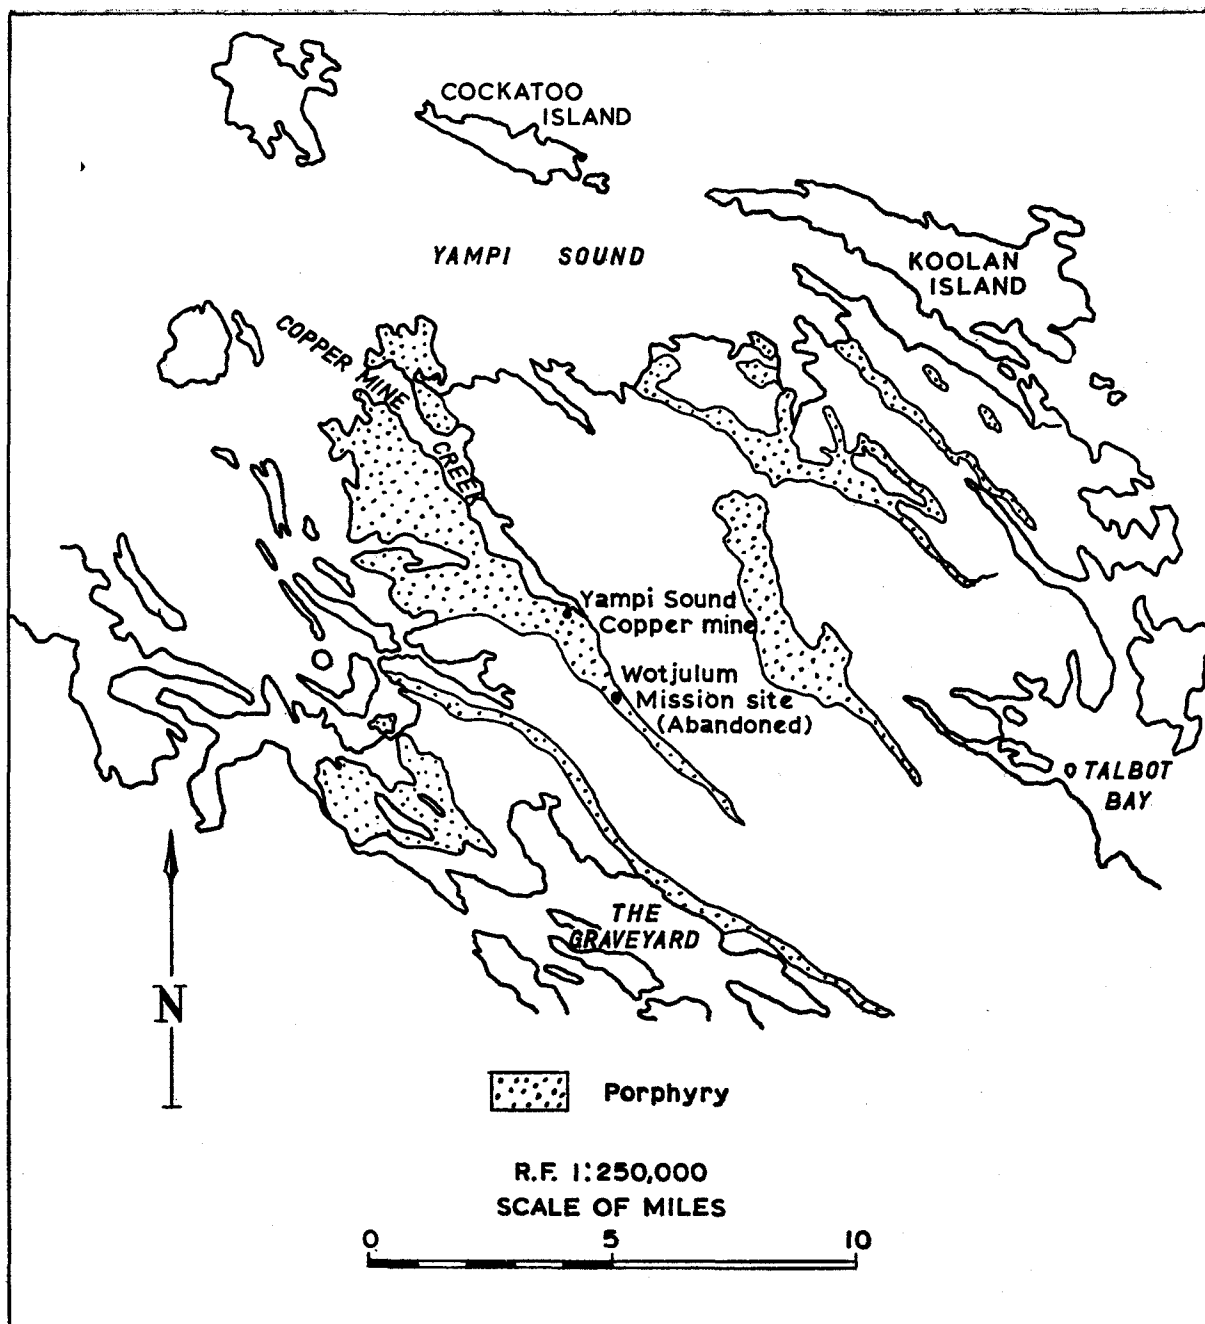 COCKATOO
ISLAND
YAMPI SOUND
KOOLAN
ISLAND
COPPER MINE CREEK
Yampi Sound
Copper mine
Wotjulum
Mission site
(Abandoned)
TALBOT
BAY
THE
GRAVEYARD
N
Porphyry
R.F. 1:250,000
SCALE OF MILES
0 5 10